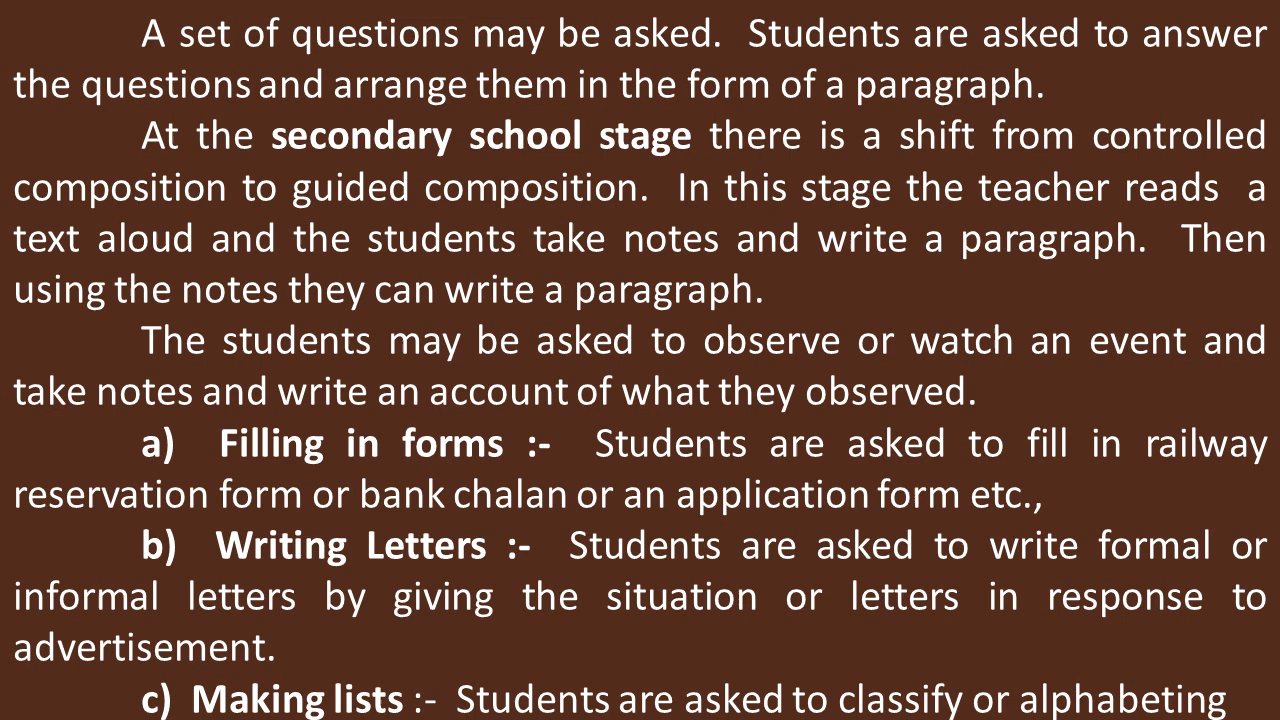 A set of questions may be asked. Students are asked to answer
the questions and arrange them in the form of a paragraph.
At the secondary school stage there is a shift from controlled
composition to guided composition. In this stage the teacher reads a
text aloud and the students take notes and write a paragraph. Then
using the notes they can write a paragraph.
The students may be asked to observe or watch an event and
take notes and write an account of what they observed.
a) Filling in forms :- Students are asked to fill in railway
reservation form or bank chalan or an application form etc.,
b) Writing Letters :- Students are asked to write formal or
informal letters by giving the situation or letters in response to
advertisement.
c) Making lists :- Students are asked to classify or alphabeting